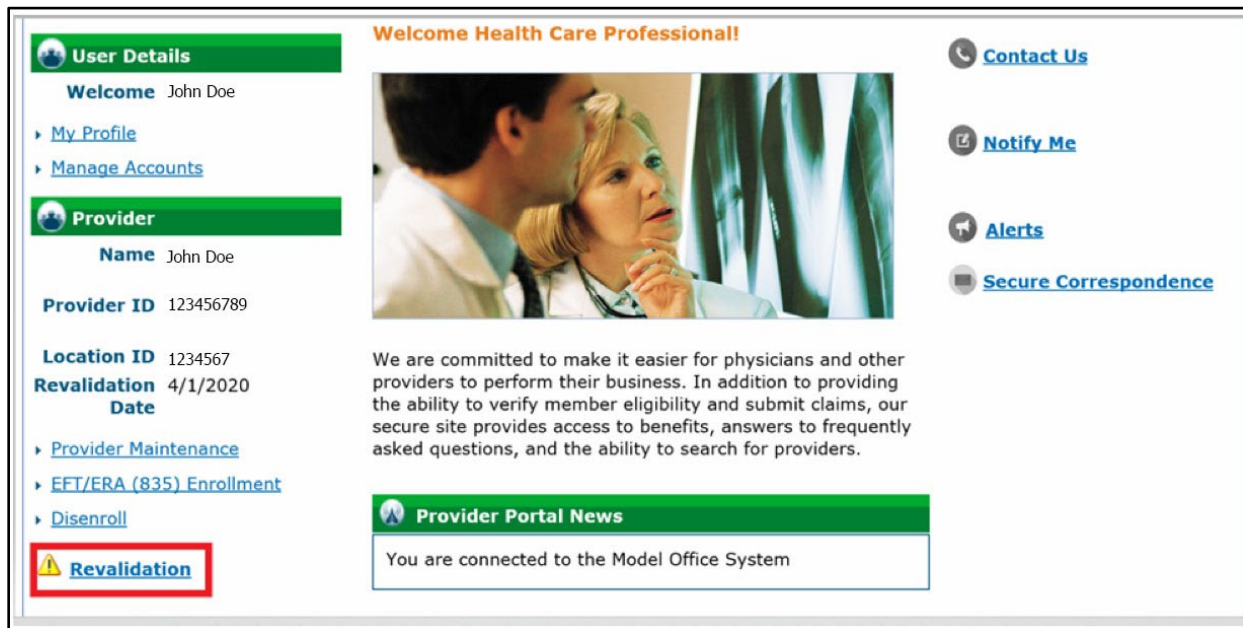 User Details
Welcome John Doe
My Profile
Manage Accounts
Provider
Name John Doe
Provider ID 123456789
Location ID 1234567
Revalidation 4/1/2020
Date
Provider Maintenance
EFT/ERA (835) Enrollment
Disenroll
Revalidation
Welcome Health Care Professional!
We are committed to make it easier for physicians and other
providers to perform their business. In addition to providing
the ability to verify member eligibility and submit claims, our
secure site provides access to benefits, answers to frequently
asked questions, and the ability to search for providers.
Provider Portal News
You are connected to the Model Office System
Contact Us
Notify Me
Alerts
Secure Correspondence